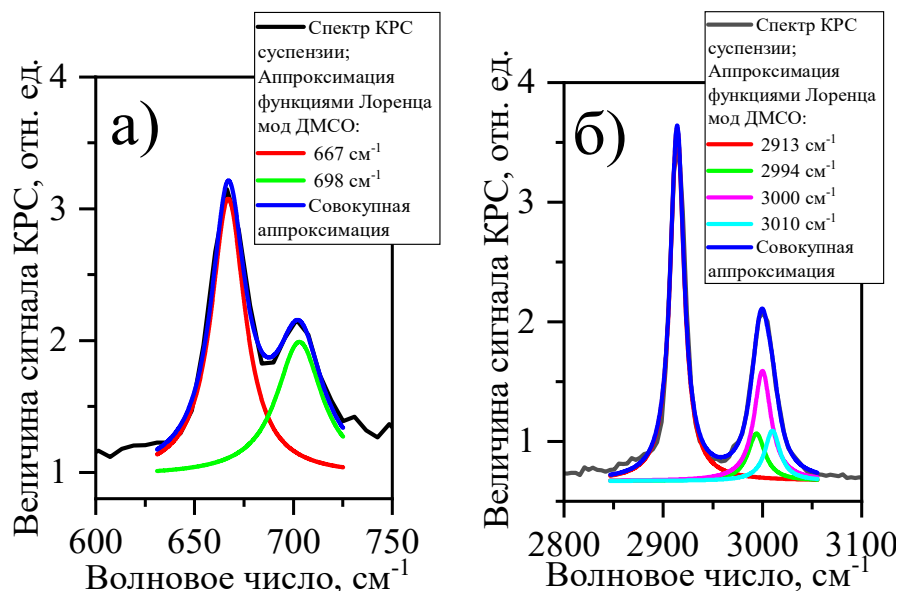 а)
Величина сигнала КРС, отн. ед.
4
3
2
1
600
650
700
750
Волновое число, см-1
Спектр КРС
суспензии;
Аппроксимация
функциями Лоренца
мод ДМСО:
667 см-1
698 см-1
Совокупная
аппроксимация
б)
Величина сигнала КРС, отн. ед.
4
3
2
1
2800
2900
3000
3100
Волновое число, см-1
Спектр КРС
суспензии;
Аппроксимация
функциями Лоренца
мод ДМСО:
2913 см-1
2994 см-1
3000 см-1
3010 см-1
Совокупная
аппроксимация